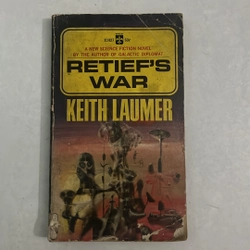 A NEW SCIENCE FICTION NOVEL
BY THE AUTHOR OF GALACTIC DIPLOMAT
RETIEF'S
WAR
KEITH LAUMER